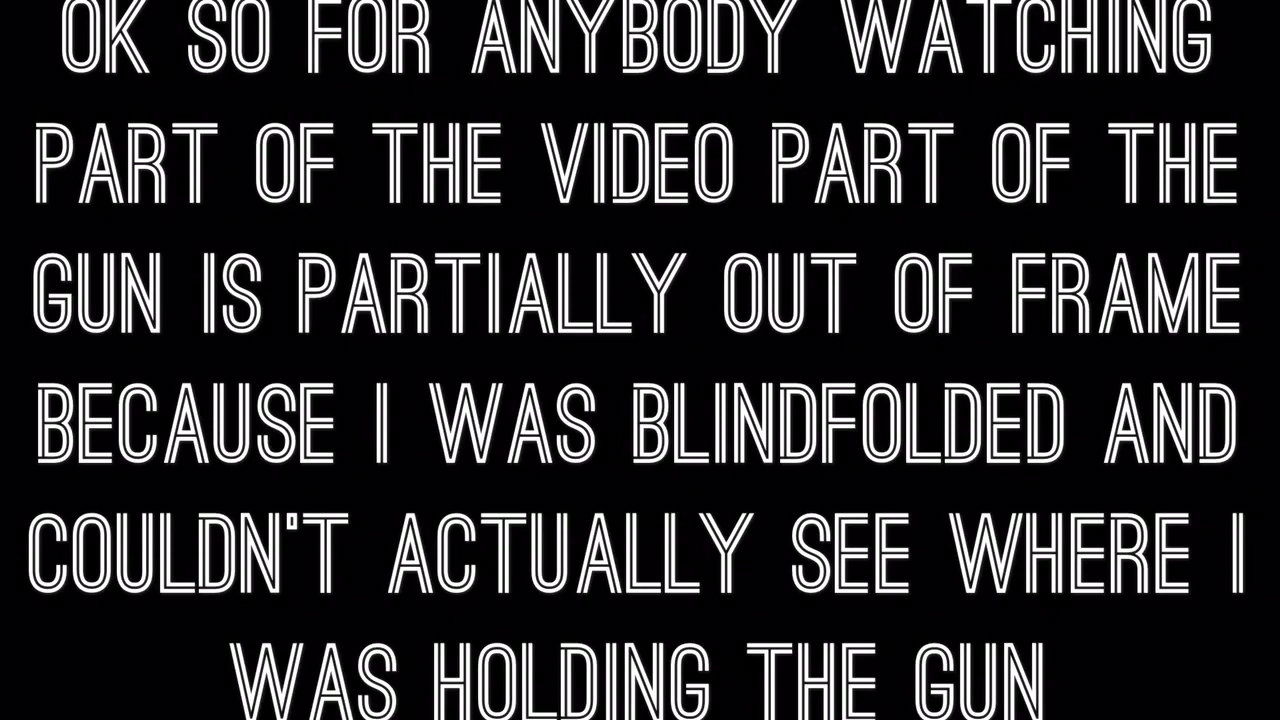 OK SO FOR ANYBODY WATCHING
PART OF THE VIDEO PART OF THE
GUN IS PARTIALLY OUT OF FRAME
BECAUSE I WAS BLINDFOLDED AND
COULDN'T ACTUALLY SEE WHERE I
WAS HOLDING THE GUN